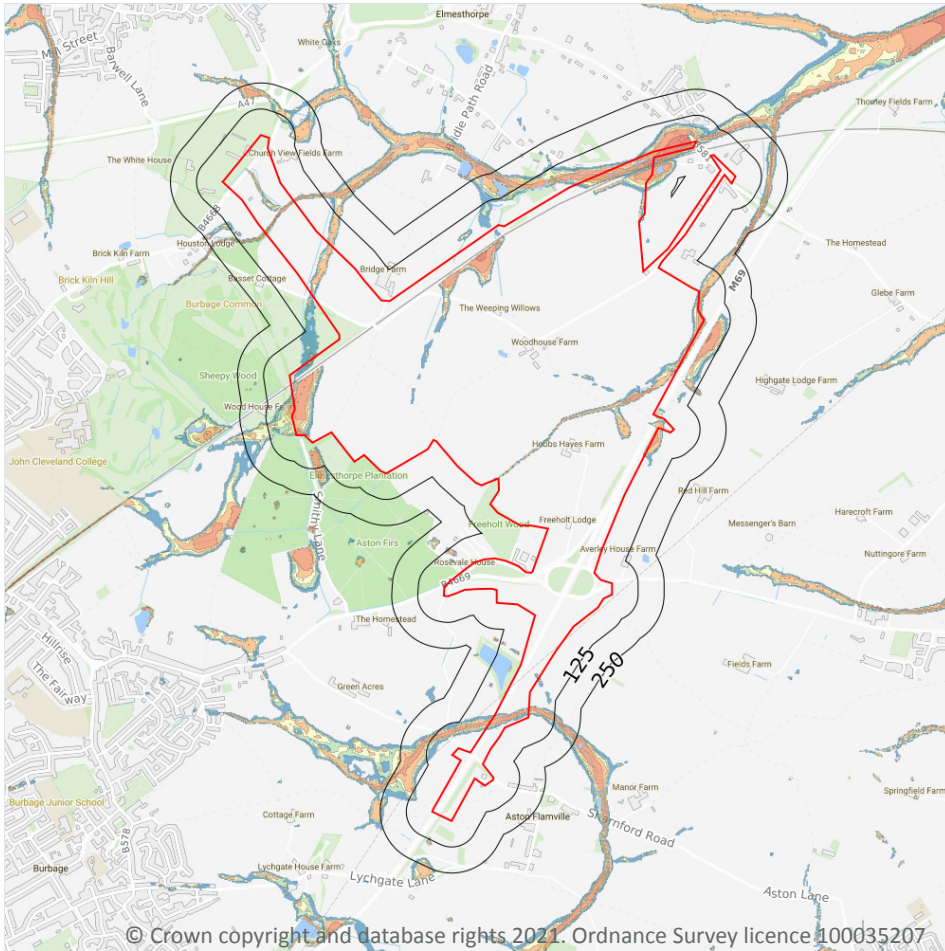 Elmesthorpe
Mill Street
Barwell Lane
White Oaks
A47
Idle Path Road
Thorney Fields Farm
The White House
Church View Fields Farm
B581
B4668
Houston Lodge
Brick Kiln Farm
The Homestead
Brick Kiln Hill
Basset Cottage
Bridge Farm
M69
Burbage Common
Glebe Farm
The Weeping Willows
Woodhouse Farm
Sheepy Wood
Highgate Lodge Farm
Wood House
Hobbs Hayes Farm
John Cleveland College
Elmesthorpe Plantation
Red Hill Farm
Smithy Lane
Harecroft Farm
Freeholt Wood
Freeholt Lodge
Messenger's Barn
Aston Firs
Averley House Farm
Nuttingore Farm
Rosevale House
B4669
The Homestead
Hillrise
The Fairway
Green Acres
125
250
Fields Farm
Burbage Junior School
Manor Farm
Springfield Farm
Cottage Farm
Aston Flamville
Sharnford Road
B578
Burbage
Lychgate House Farm
Lychgate Lane
Aston Lane
© Crown copyright and database rights 2021. Ordnance Survey licence 100035207